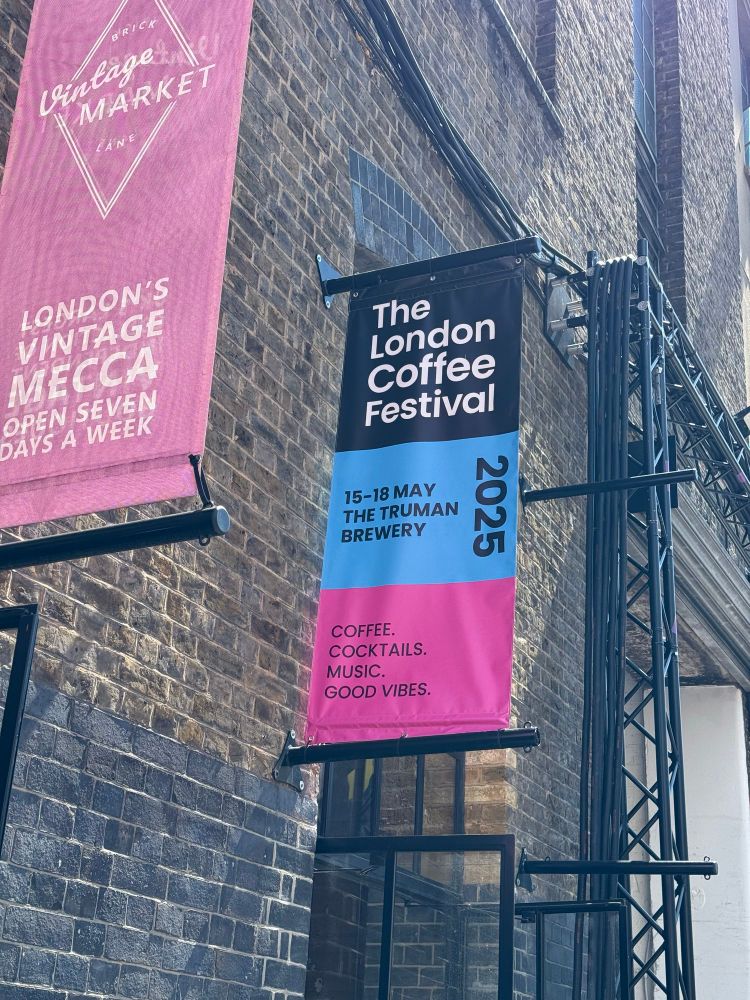 BRICK
Vintage
MARKET
LANE
LONDON'S
VINTAGE
MECCA
OPEN SEVEN
DAYS A WEEK
The
London
Coffee
Festival
15-18 MAY
THE TRUMAN
BREWERY
2025
COFFEE.
COCKTAILS.
MUSIC.
GOOD VIBES.